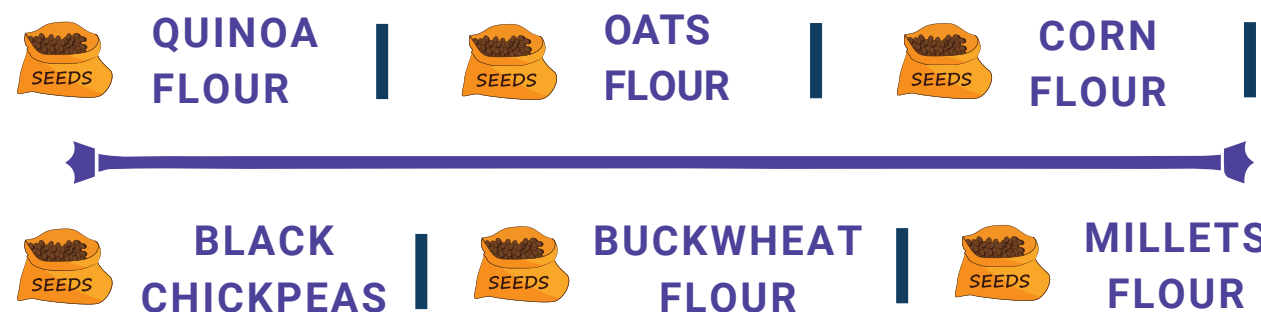 SEEDS
QUINOA
FLOUR
SEEDS
OATS
FLOUR
SEEDS
CORN
FLOUR
SEEDS
BLACK
CHICKPEAS
SEEDS
BUCKWHEAT
FLOUR
SEEDS
MILLETS
FLOUR